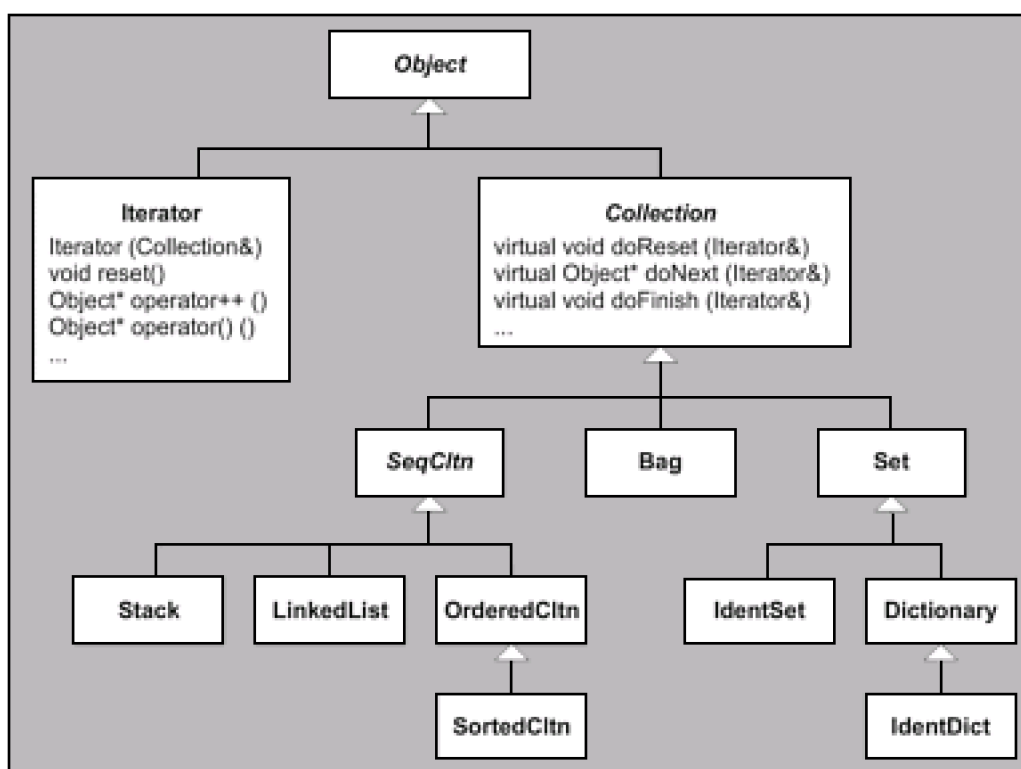 Object
Iterator
Iterator (Collection&)
void reset()
Object* operator++ ()
Object* operator() ()
...
Collection
virtual void doReset (Iterator&)
virtual Object* doNext (Iterator&)
virtual void doFinish (Iterator&)
...
SeqCltn
Bag
Set
Stack
LinkedList
OrderedCltn
IdentSet
Dictionary
SortedCltn
IdentDict